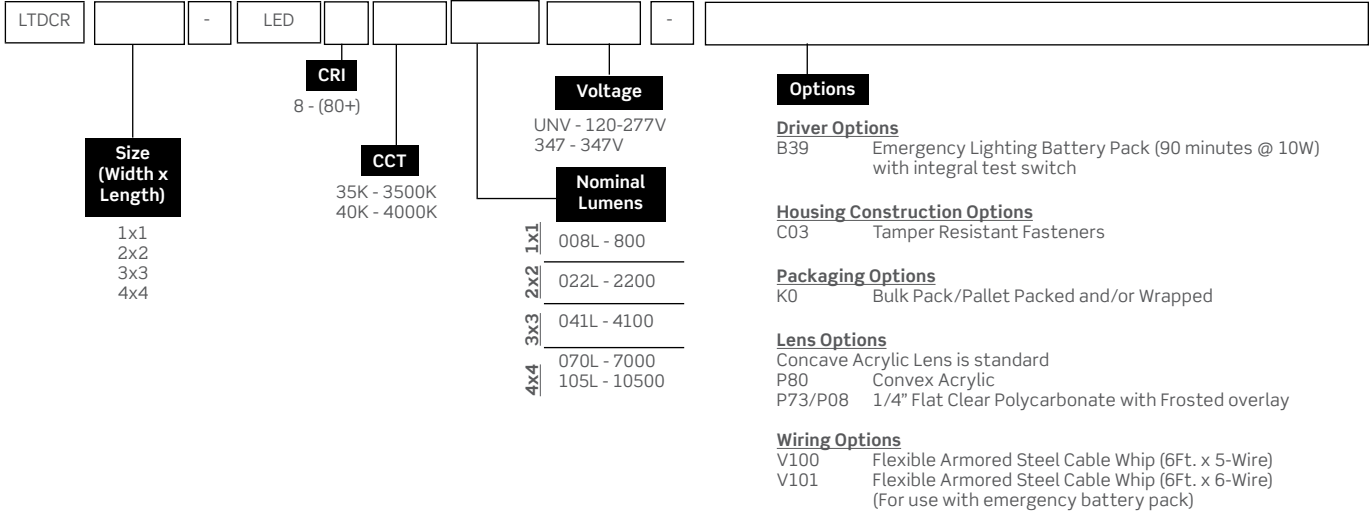 LTDCR - LED -
CRI
8 - (80+)
Size
(Width x
Length)
1x1
2x2
3x3
4x4
CCT
35K - 3500K
40K - 4000K
Voltage
UNV - 120-277V
347 - 347V
Nominal
Lumens
1x1 008L - 800
2x2 022L - 2200
3x3 041L - 4100
4x4 070L - 7000
105L - 10500
Options
Driver Options
B39 Emergency Lighting Battery Pack (90 minutes @ 10W)
with integral test switch
Housing Construction Options
C03 Tamper Resistant Fasteners
Packaging Options
K0 Bulk Pack/Pallet Packed and/or Wrapped
Lens Options
Concave Acrylic Lens is standard
P80 Convex Acrylic
P73/P08 1/4” Flat Clear Polycarbonate with Frosted overlay
Wiring Options
V100 Flexible Armored Steel Cable Whip (6Ft. x 5-Wire)
V101 Flexible Armored Steel Cable Whip (6Ft. x 6-Wire)
(For use with emergency battery pack)